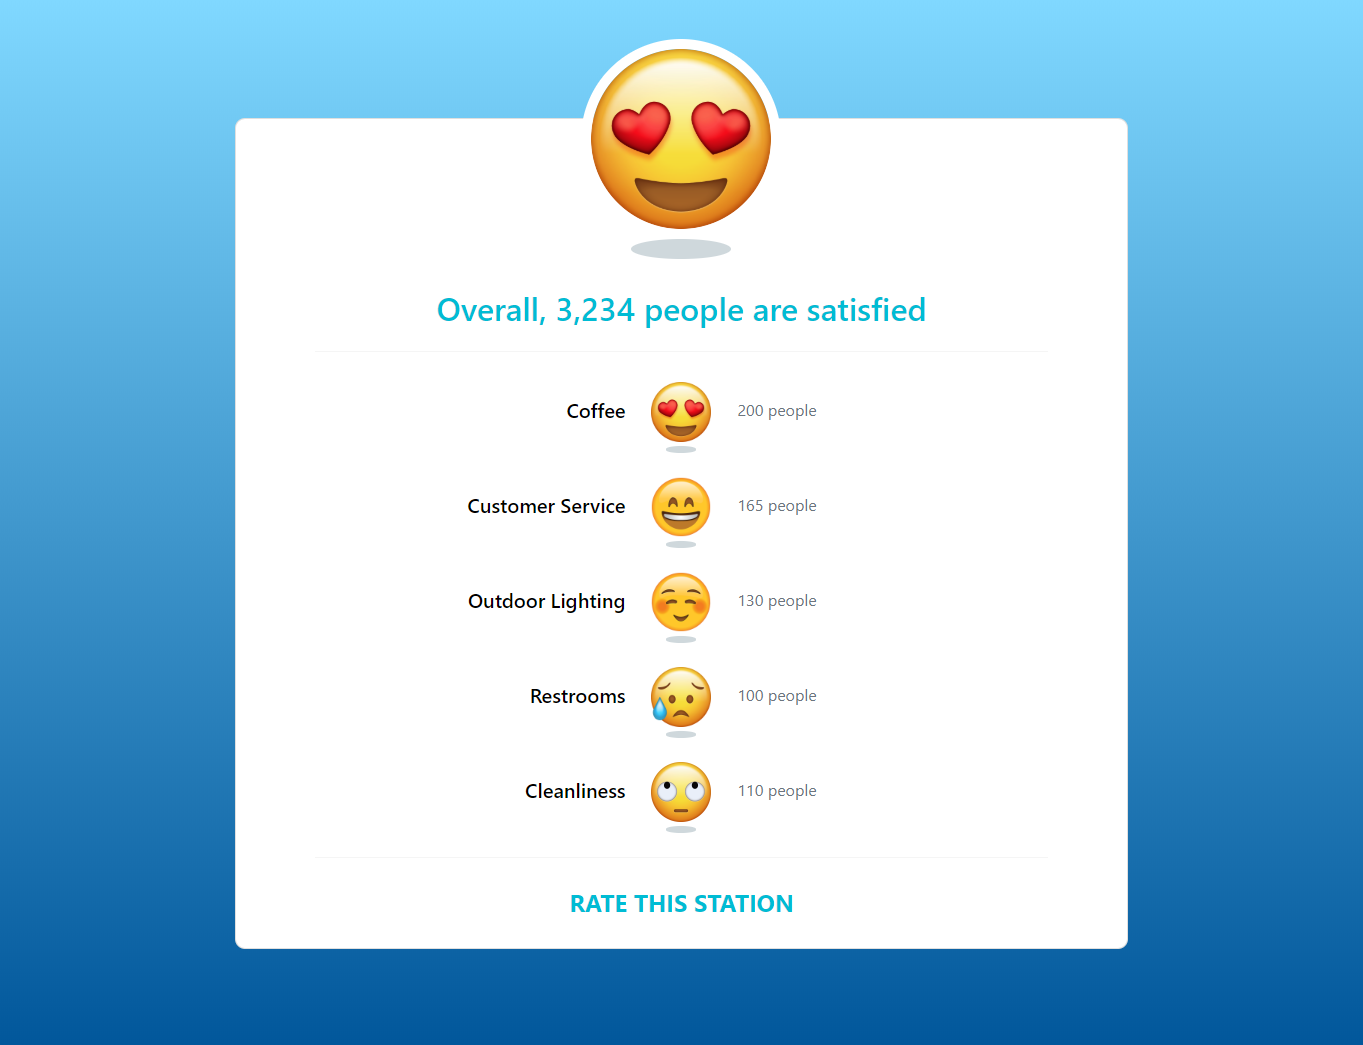 Overall, 3,234 people are satisfied
Coffee 200 people
Customer Service 165 people
Outdoor Lighting 130 people
Restrooms 100 people
Cleanliness 110 people
RATE THIS STATION